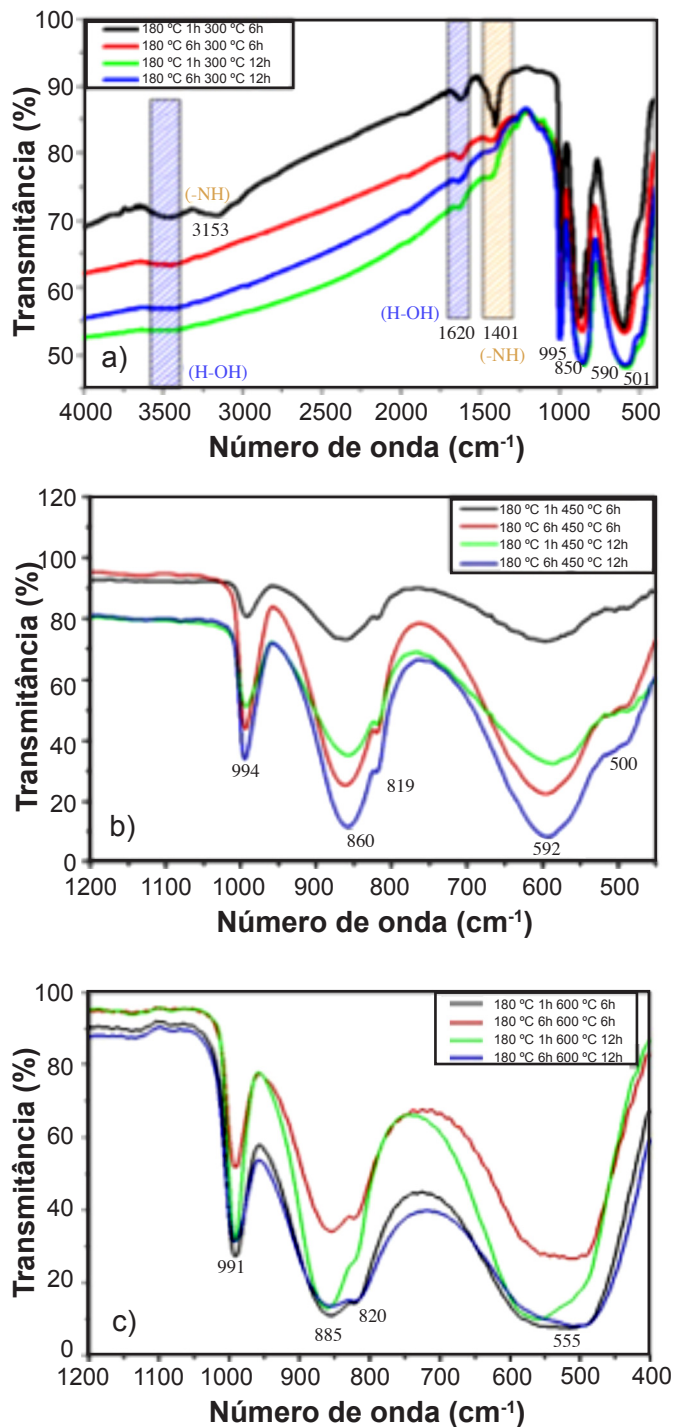 100
90
80
70
60
50
Transmitância (%)
180 ºC 1h 300 ºC 6h
180 ºC 6h 300 ºC 6h
180 ºC 1h 300 ºC 12h
180 ºC 6h 300 ºC 12h
(-NH)
3153
(H-OH)
(H-OH)
1620
1401
(-NH)
995
850
590
501
a)
4000 3500 3000 2500 2000 1500 1000 500
Número de onda (cm-1)
120
100
80
60
40
20
0
Transmitância (%)
180 ºC 1h 450 ºC 6h
180 ºC 6h 450 ºC 6h
180 ºC 1h 450 ºC 12h
180 ºC 6h 450 ºC 12h
994
860
819
592
500
b)
1200 1100 1000 900 800 700 600 500
Número de onda (cm-1)
100
80
60
40
20
0
Transmitância (%)
180 ºC 1h 600 ºC 6h
180 ºC 6h 600 ºC 6h
180 ºC 1h 600 ºC 12h
180 ºC 6h 600 ºC 12h
991
885
820
555
c)
1200 1100 1000 900 800 700 600 500 400
Número de onda (cm-1)